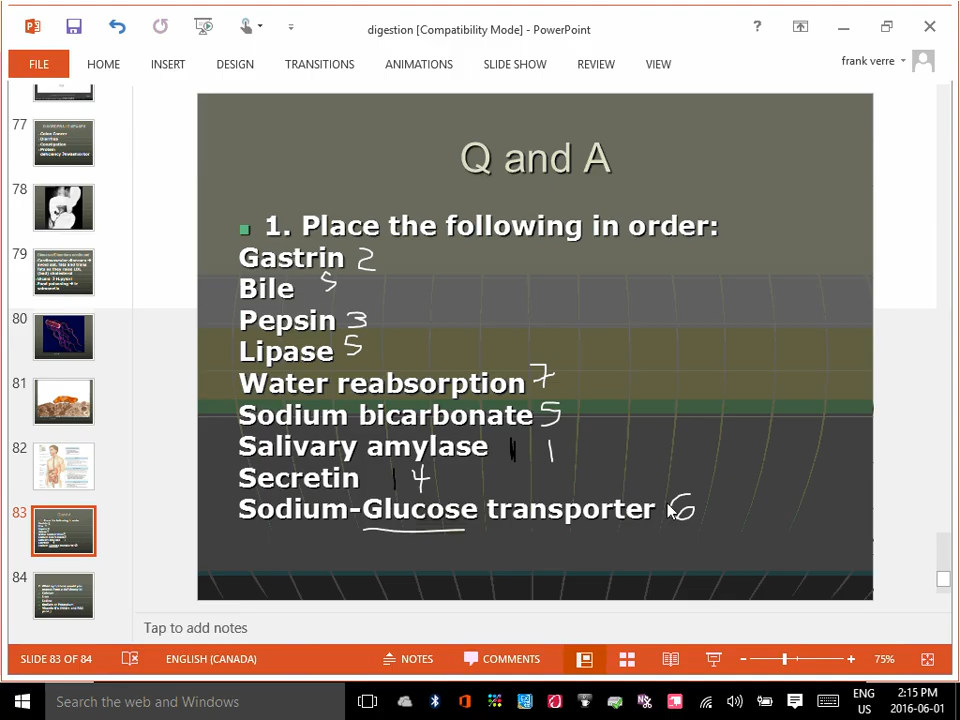 digestion [Compatibility Mode] - PowerPoint
?
FILE HOME INSERT DESIGN TRANSITIONS ANIMATIONS SLIDE SHOW REVIEW VIEW frank verre
77
78
79
80
81
82
83
84
Q and A
1. Place the following in order:
Gastrin 2
Bile 5
Pepsin 3
Lipase 5
Water reabsorption 7
Sodium bicarbonate 5
Salivary amylase 1
Secretin 4
Sodium-Glucose transporter 6
Tap to add notes
SLIDE 83 OF 84 ENGLISH (CANADA) NOTES COMMENTS 75%
Search the web and Windows
ENG 2:15 PM
US 2016-06-01